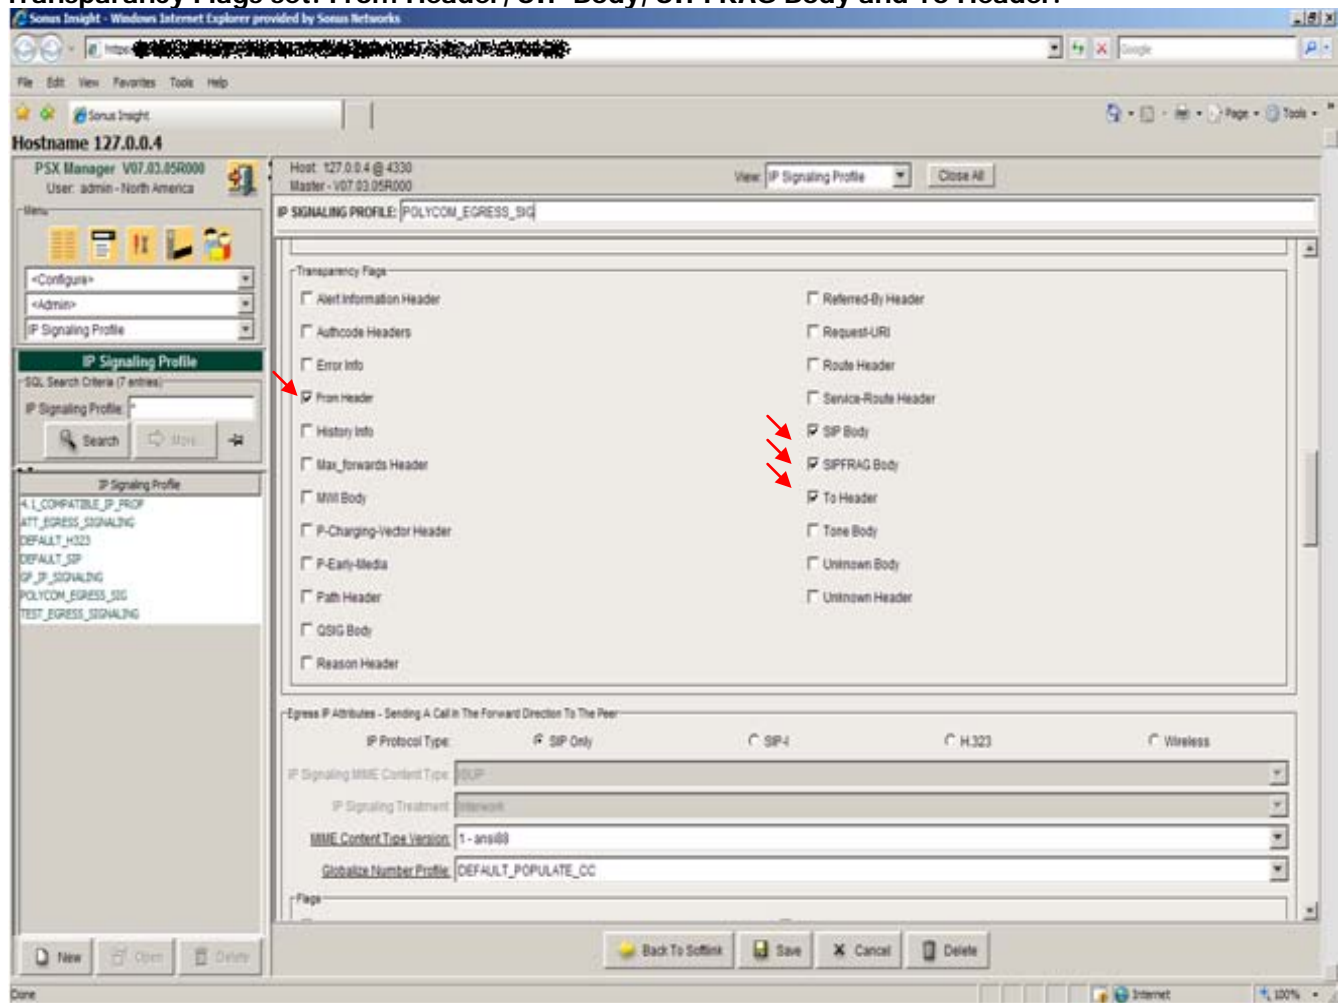 Transparancy Flags set: From Header, SIP Body, SIPFRAG Body and To Header.
Sonus Insight - Windows Internet Explorer provided by Sonus Networks
Google
File Edit View Favorites Tools Help
Sonus Insight
Page Tools
Hostname 127.0.0.4
PSX Manager V07.03.05R000
User: admin - North America
Menu
<Configure>
<Admin>
IP Signaling Profile
IP Signaling Profile
SQL Search Criteria (7 entries)
IP Signaling Profile: *
Search More
IP Signaling Profile
4.1_COMPATIBLE_IP_PROF
ATT_EGRESS_SIGNALING
DEFAULT_H323
DEFAULT_SIP
GF_IP_SIGNALING
POLYCOM_EGRESS_SIG
TEST_EGRESS_SIGNALING
New Open Delete
Host: 127.0.0.4 @ 4330
Master - V07.03.05R000
View: IP Signaling Profile Close All
IP SIGNALING PROFILE: POLYCOM_EGRESS_SIG
Transparency Flags
Alert Information Header Referred-By Header
Authcode Headers Request-URI
Error Info Route Header
From Header Service-Route Header
History Info SIP Body
Max_forwards Header SIPFRAG Body
MWI Body To Header
P-Charging-Vector Header Tone Body
P-Early-Media Unknown Body
Path Header Unknown Header
QSIG Body
Reason Header
Egress IP Attributes - Sending A Call In The Forward Direction To The Peer
IP Protocol Type: SIP Only SIP-I H.323 Wireless
IP Signaling MIME Content Type: ISUP
IP Signaling Treatment: Interwork
MIME Content Type Version: 1 - ansi88
Globalize Number Profile: DEFAULT_POPULATE_CC
Flags
Back To Softlink Save Cancel Delete
Done
Internet 100%